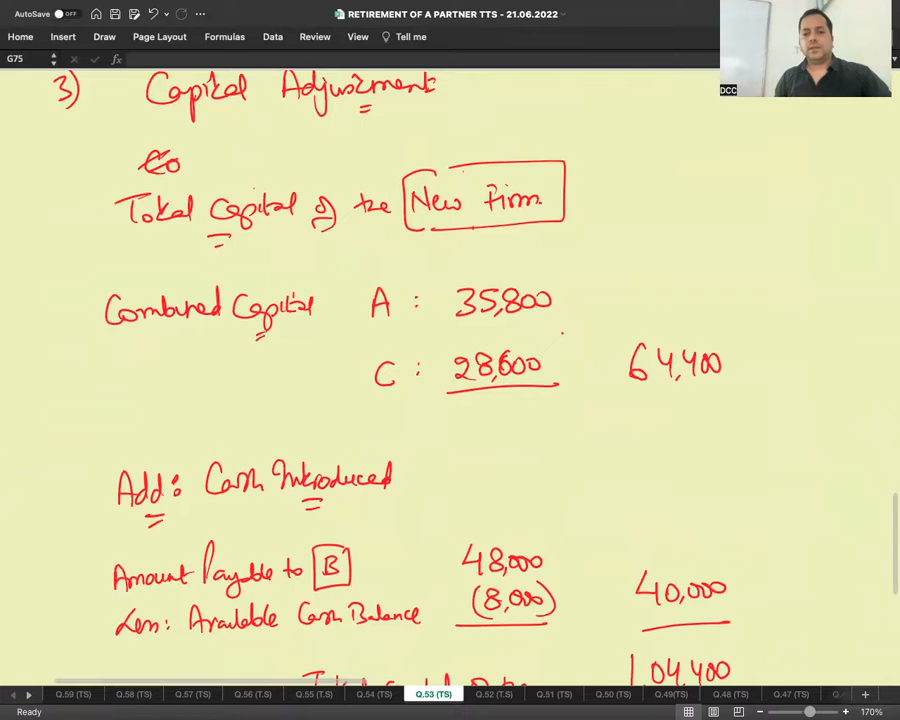 AutoSave OFF
RETIREMENT OF A PARTNER TTS - 21.06.2022
Home Insert Draw Page Layout Formulas Data Review View Tell me
G75 fx
DCC
3) Capital Adjustment
Co
Total Capital of the New Firm
Combined Capital A : 35,800
C : 28,600 64,400
Add: Cash Introduced
Amount Payable to B 48,000
40,000
Less: Available Cash Balance (8,000)
1,04,400
Q.59 (TS) Q.58 (TS) Q.57 (TS) Q.56 (T.S) Q.55 (T.S) Q.54 (TS) Q.53 (TS) Q.52 (T.S) Q.51 (TS) Q.50 (TS) Q.49(TS) Q.48 (TS) Q.47 (TS)
Ready 170%